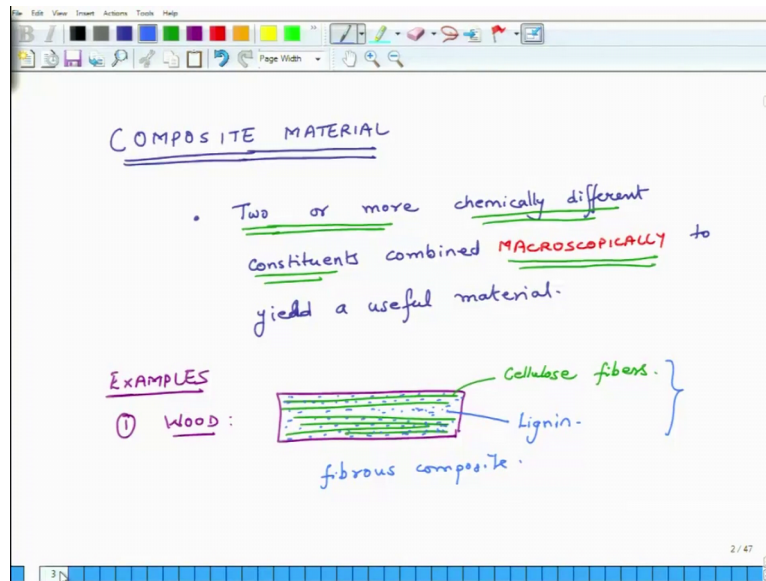 File Edit View Insert Actions Tools Help
B I
Page Width
COMPOSITE MATERIAL
• Two or more chemically different
constituents combined MACROSCOPICALLY to
yield a useful material.
EXAMPLES
① WOOD :
Cellulose fibers.
Lignin.
fibrous composite.
2 / 47
3